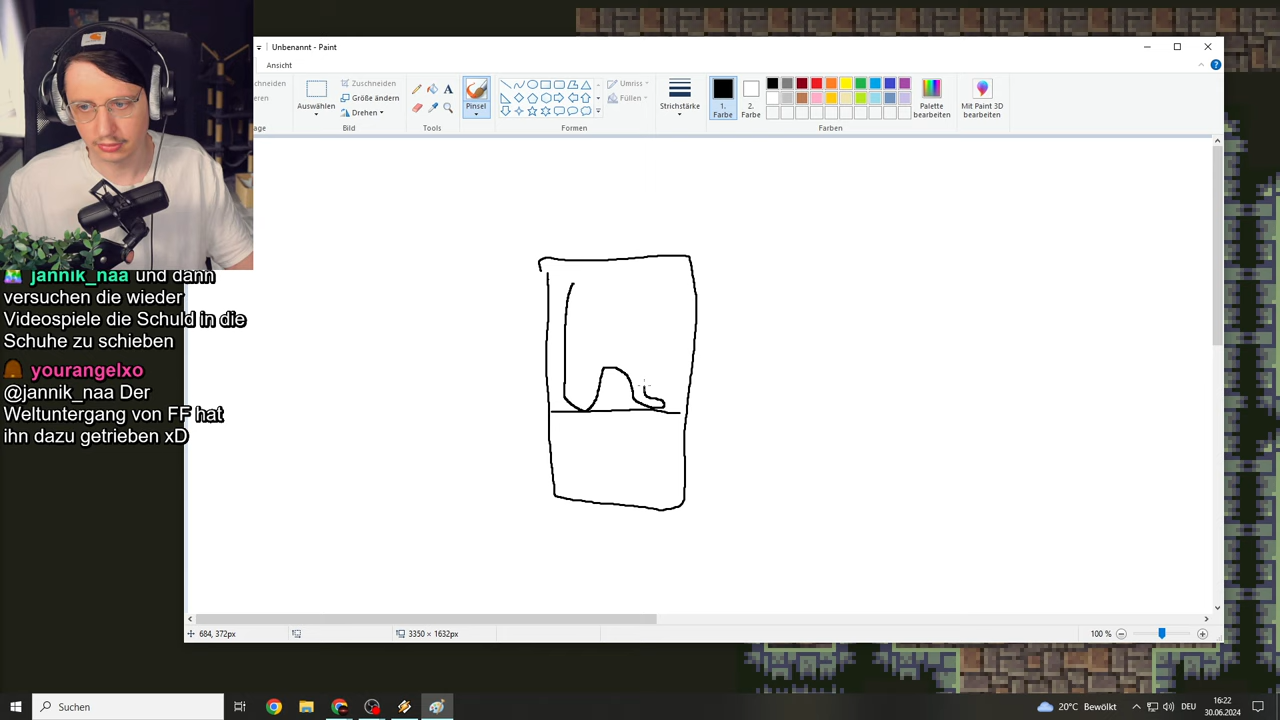 Unbenannt - Paint
Ansicht
chneiden
eren
age
Auswählen
Zuschneiden
Größe ändern
Drehen
Bild
Tools
Pinsel
Formen
Umriss
Füllen
Strichstärke
1.
Farbe
2.
Farbe
Farben
Palette
bearbeiten
Mit Paint 3D
bearbeiten
jannik_naa und dann
versuchen die wieder
Videospiele die Schuld in die
Schuhe zu schieben
yourangelxo
@jannik_naa Der
Weltuntergang von FF hat
ihn dazu getrieben xD
684, 372px
3350 × 1632px
100 %
Suchen
20°C Bewölkt
DEU
16:22
30.06.2024